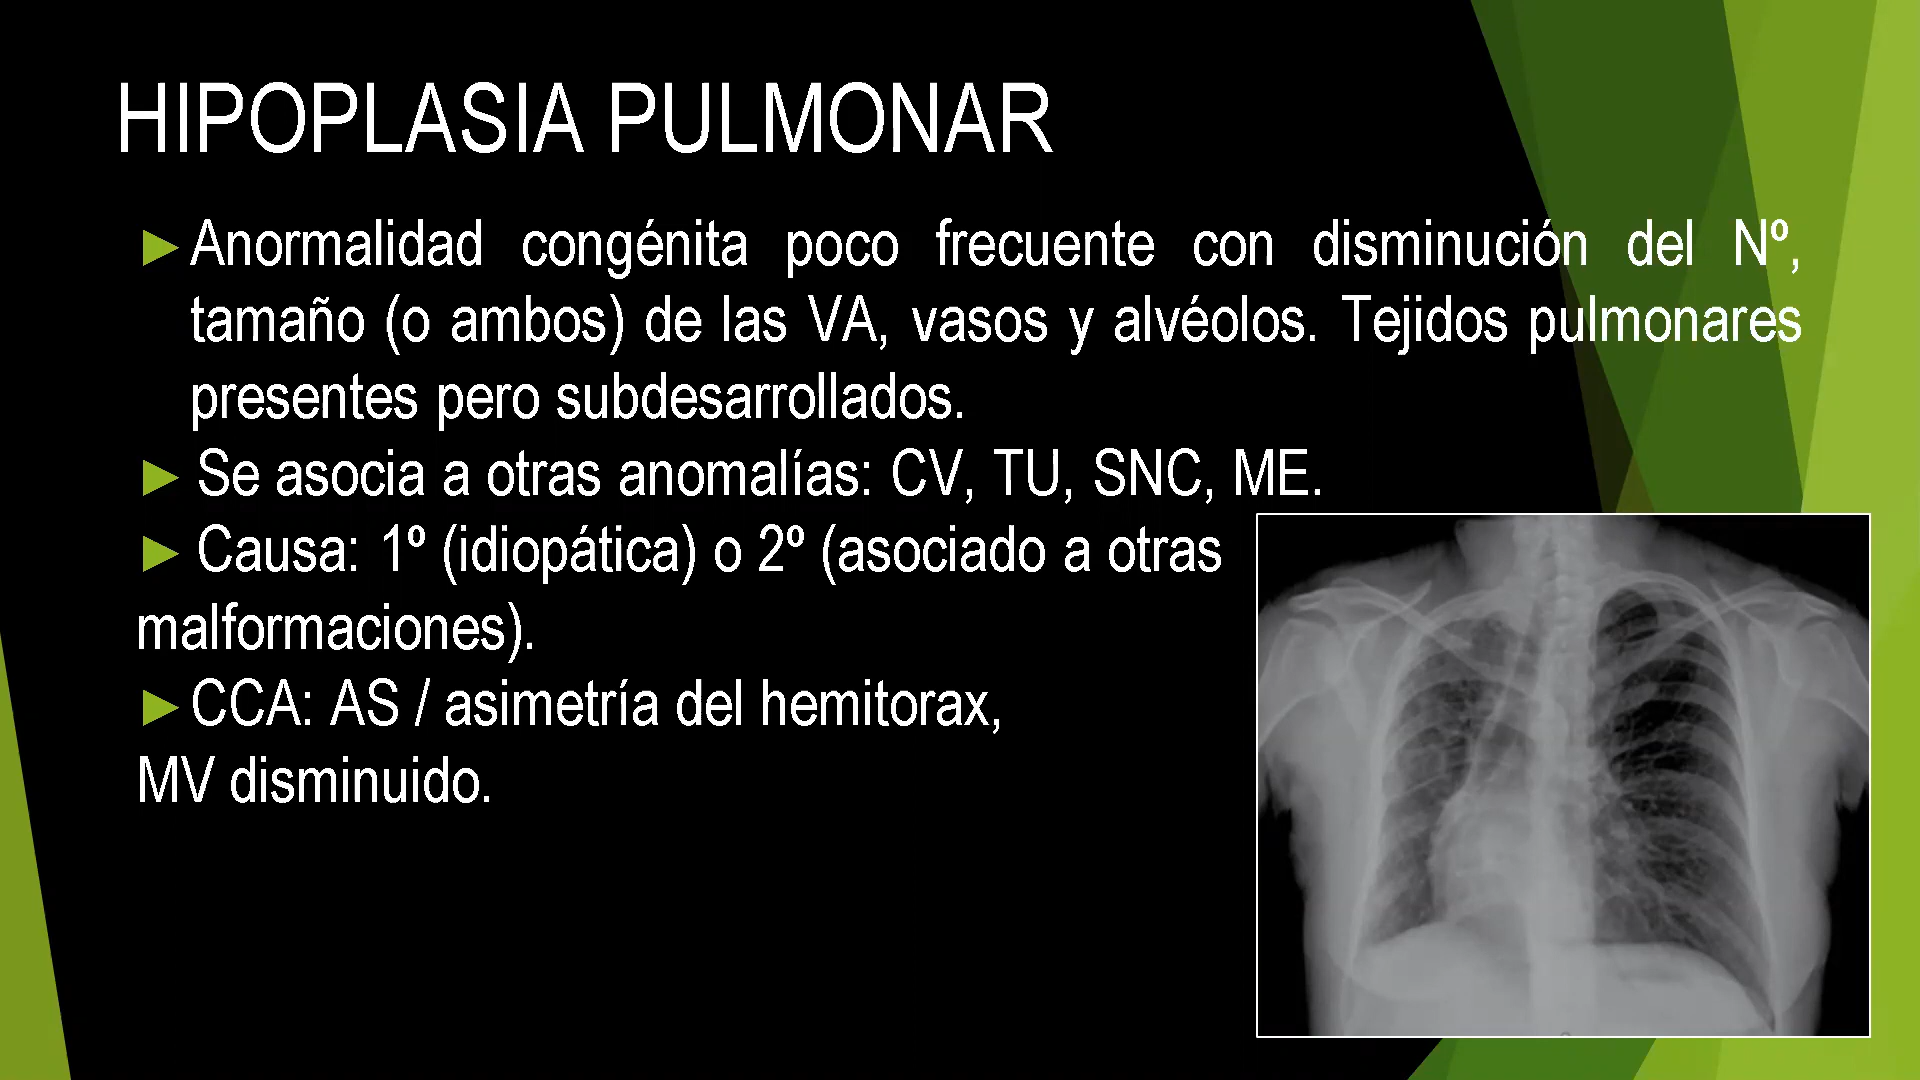 HIPOPLASIA PULMONAR
►Anormalidad congénita poco frecuente con disminución del Nº,
tamaño (o ambos) de las VA, vasos y alvéolos. Tejidos pulmonares
presentes pero subdesarrollados.
► Se asocia a otras anomalías: CV, TU, SNC, ME.
► Causa: 1º (idiopática) o 2º (asociado a otras
malformaciones).
►CCA: AS / asimetría del hemitorax,
MV disminuido.